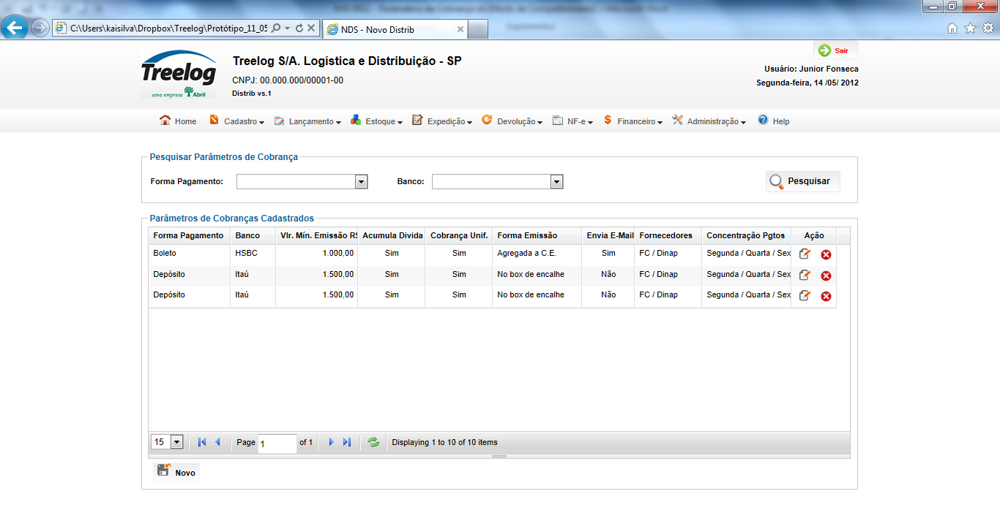 C:\Users\kaisilva\Dropbox\Treelog\Protótipo_11_05
NDS - Novo Distrib
Treelog
uma empresa Abril
Treelog S/A. Logística e Distribuição - SP
CNPJ: 00.000.000/00001-00
Distrib vs.1
Sair
Usuário: Junior Fonseca
Segunda-feira, 14 /05/ 2012
Home Cadastro Lançamento Estoque Expedição Devolução NF-e Financeiro Administração Help
Pesquisar Parâmetros de Cobrança
Forma Pagamento: Banco: Pesquisar
Parâmetros de Cobranças Cadastrados
Forma Pagamento Banco Vlr. Mín. Emissão R$ Acumula Divida Cobrança Unif. Forma Emissão Envia E-Mail Fornecedores Concentração Pgtos Ação
Boleto HSBC 1.000,00 Sim Sim Agregada a C.E. Sim FC / Dinap Segunda / Quarta / Sex
Depósito Itaú 1.500,00 Sim Sim No box de encalhe Não FC / Dinap Segunda / Quarta / Sex
Depósito Itaú 1.500,00 Sim Sim No box de encalhe Não FC / Dinap Segunda / Quarta / Sex
15 Page 1 of 1 Displaying 1 to 10 of 10 items
Novo